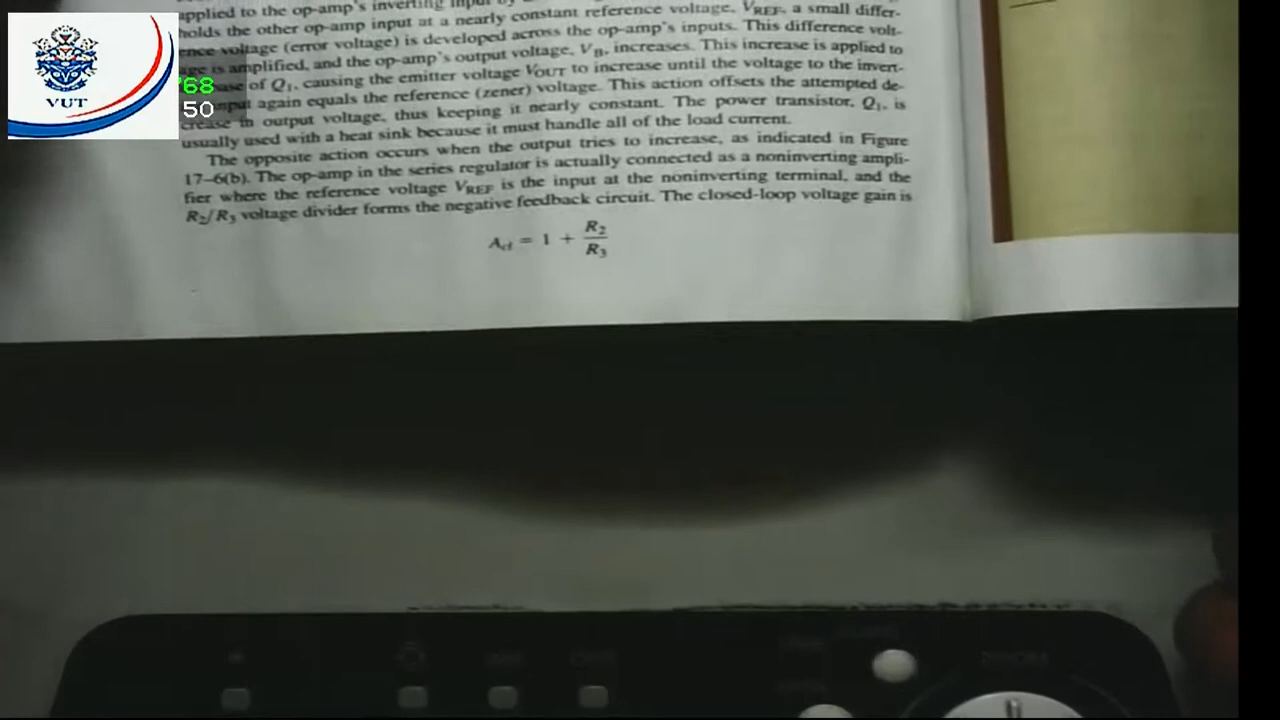 applied to the op-amp's inverting input by
holds the other op-amp input at a nearly constant reference voltage, VREF, a small differ-
ence voltage (error voltage) is developed across the op-amp's inputs. This difference volt-
age is amplified, and the op-amp's output voltage, VB, increases. This increase is applied to
of Q1, causing the emitter voltage VOUT to increase until the voltage to the invert-
again equals the reference (zener) voltage. This action offsets the attempted de-
crease in output voltage, thus keeping it nearly constant. The power transistor, Q1, is
usually used with a heat sink because it must handle all of the load current.
The opposite action occurs when the output tries to increase, as indicated in Figure
17–6(b). The op-amp in the series regulator is actually connected as a noninverting ampli-
fier where the reference voltage VREF is the input at the noninverting terminal, and the
R2/R3 voltage divider forms the negative feedback circuit. The closed-loop voltage gain is
Acl = 1 + R2/R3
VUT
68
50